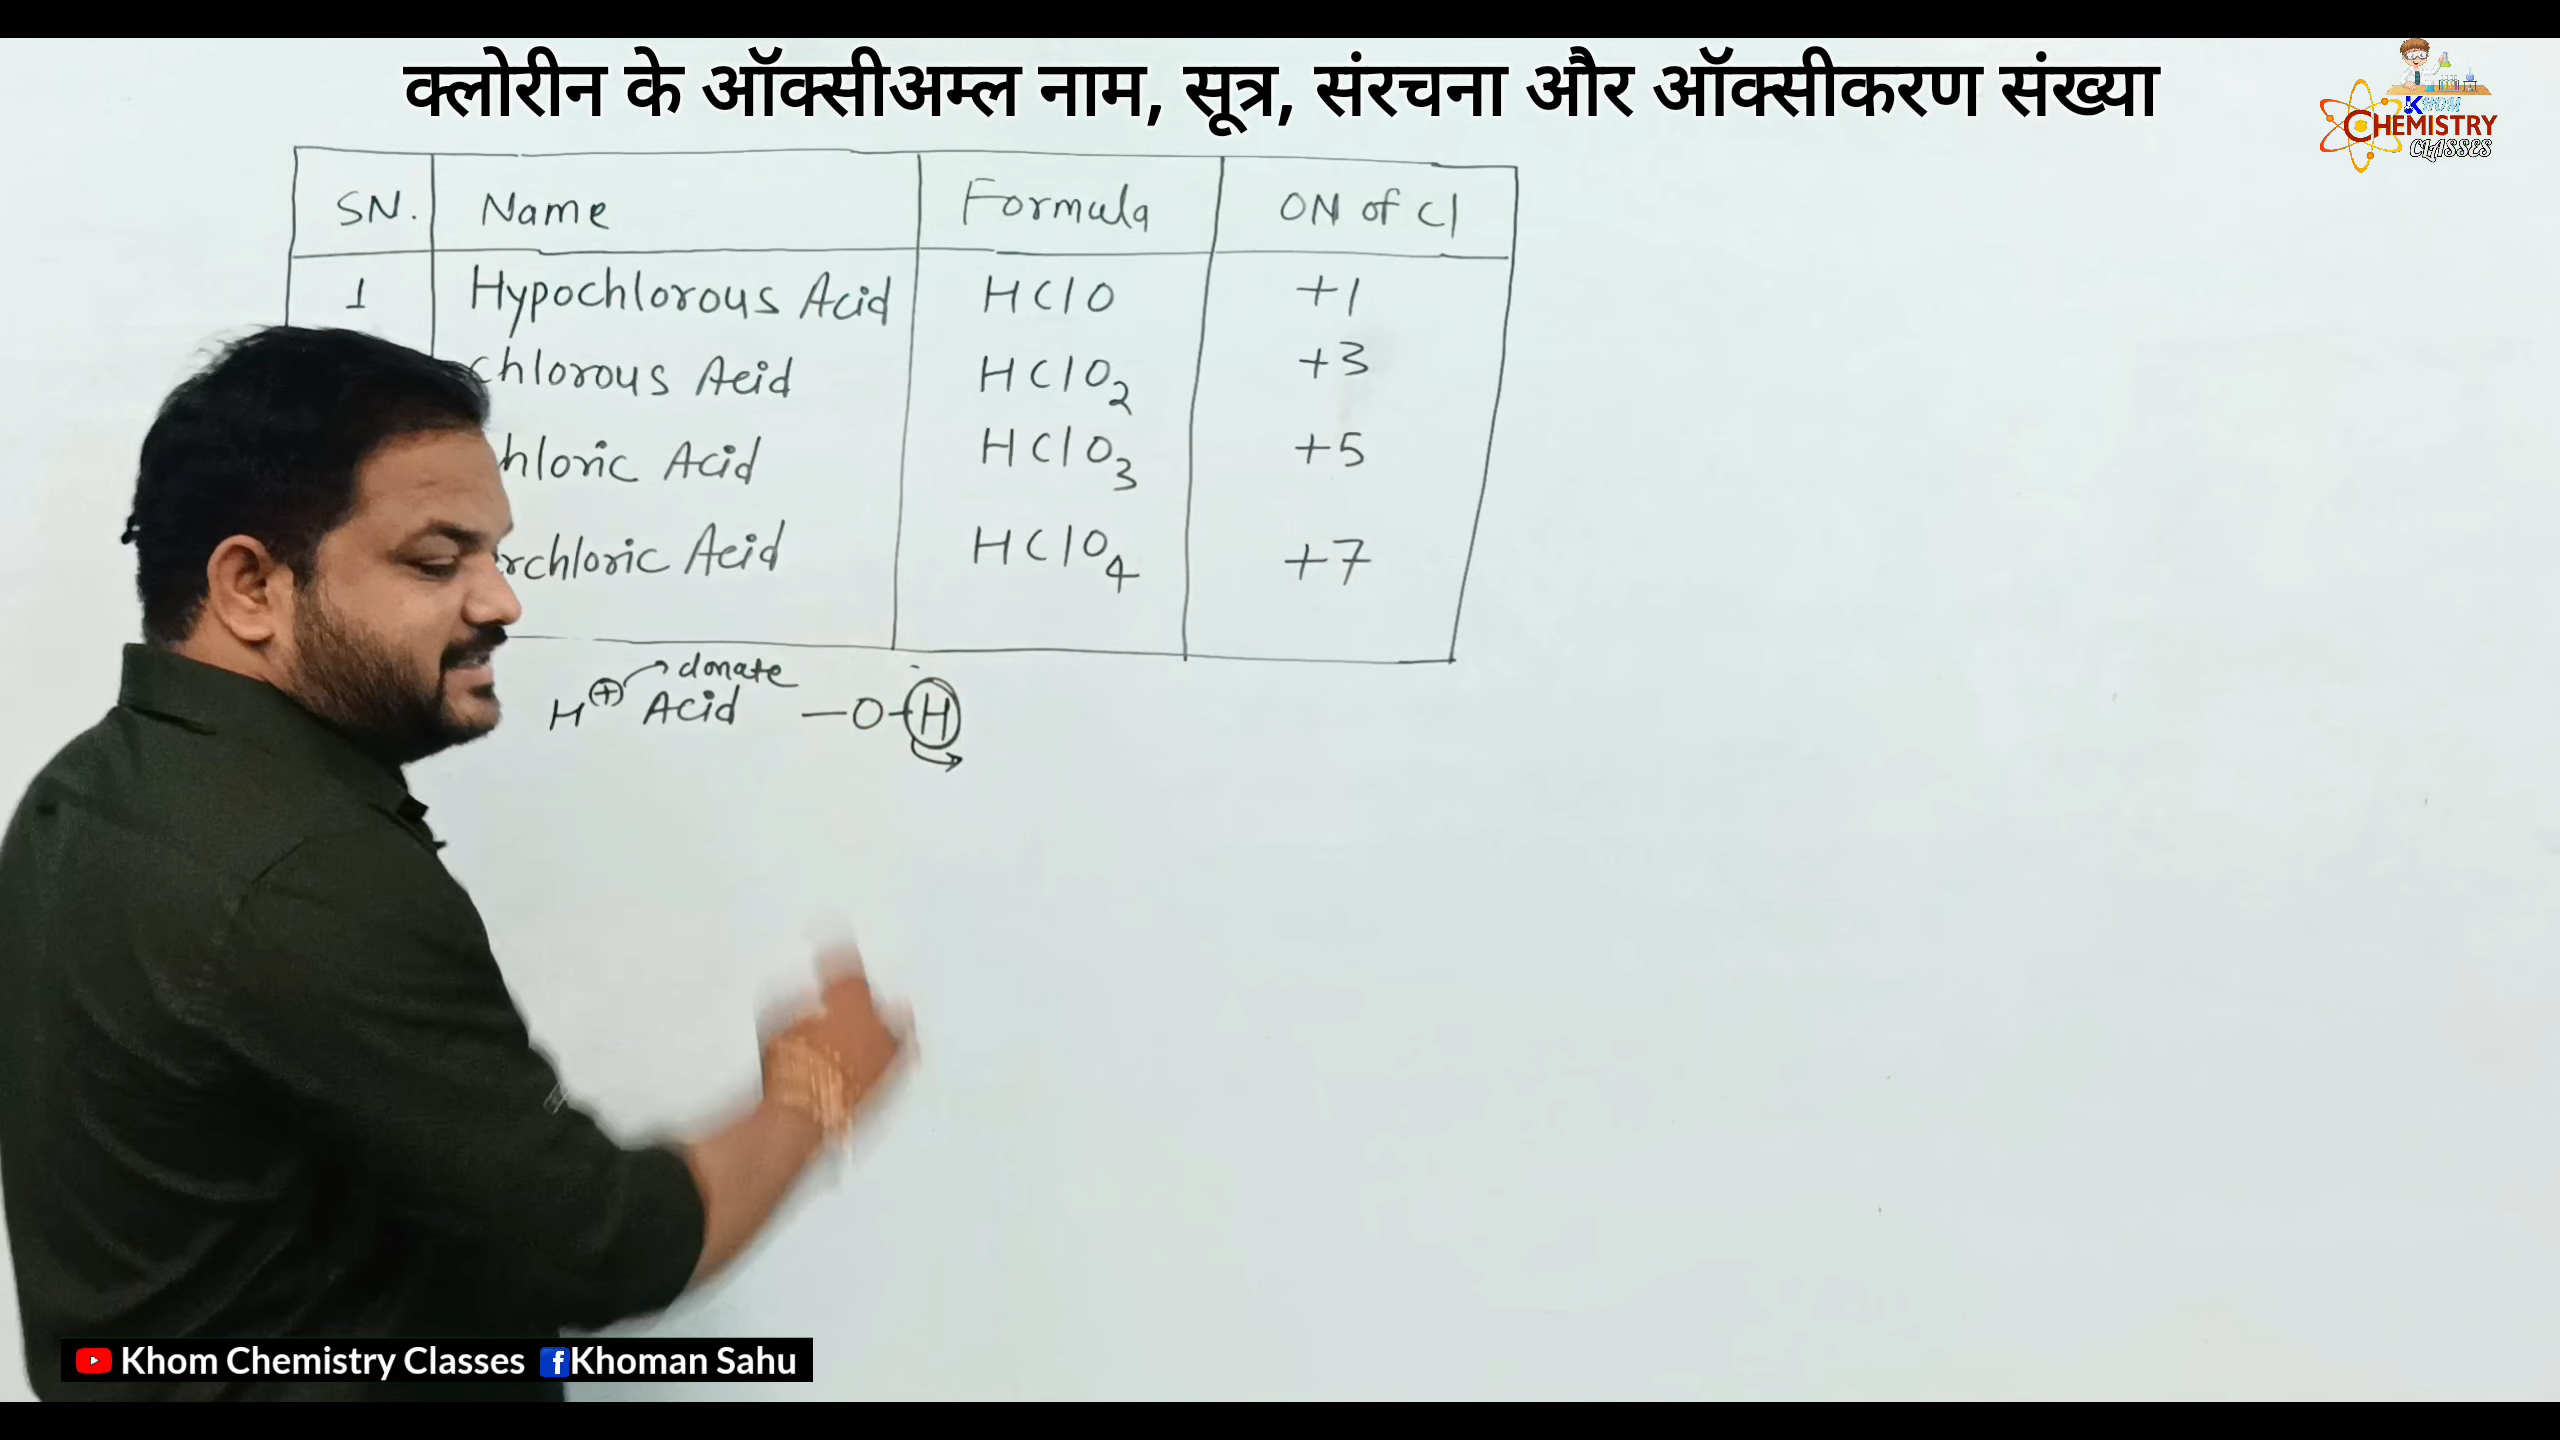 क्लोरीन के ऑक्सीअम्ल नाम, सूत्र, संरचना और ऑक्सीकरण संख्या
KHOM
CHEMISTRY
CLASSES
SN. Name Formula ON of Cl
1 Hypochlorous Acid HClO +1
chlorous Acid HClO2 +3
hloric Acid HClO3 +5
rchloric Acid HClO4 +7
donate
H+ Acid —O-H
Khom Chemistry Classes Khoman Sahu